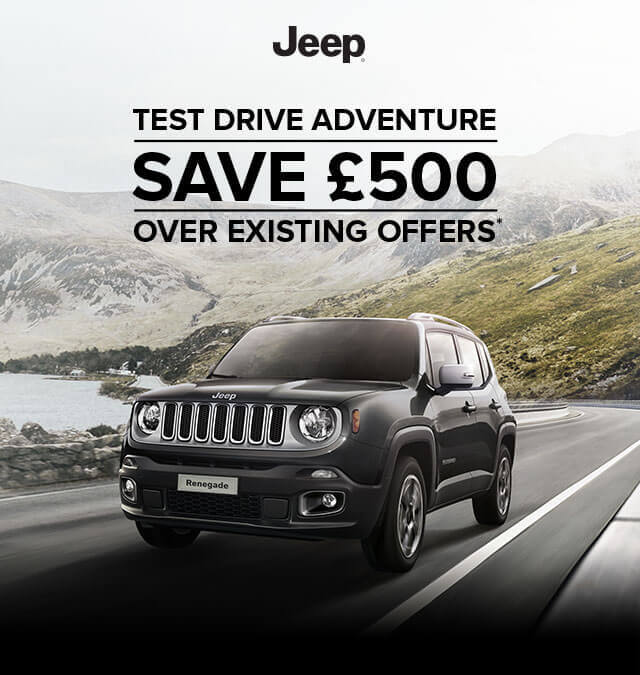 Jeep
TEST DRIVE ADVENTURE
SAVE £500
OVER EXISTING OFFERS*
Jeep
Renegade